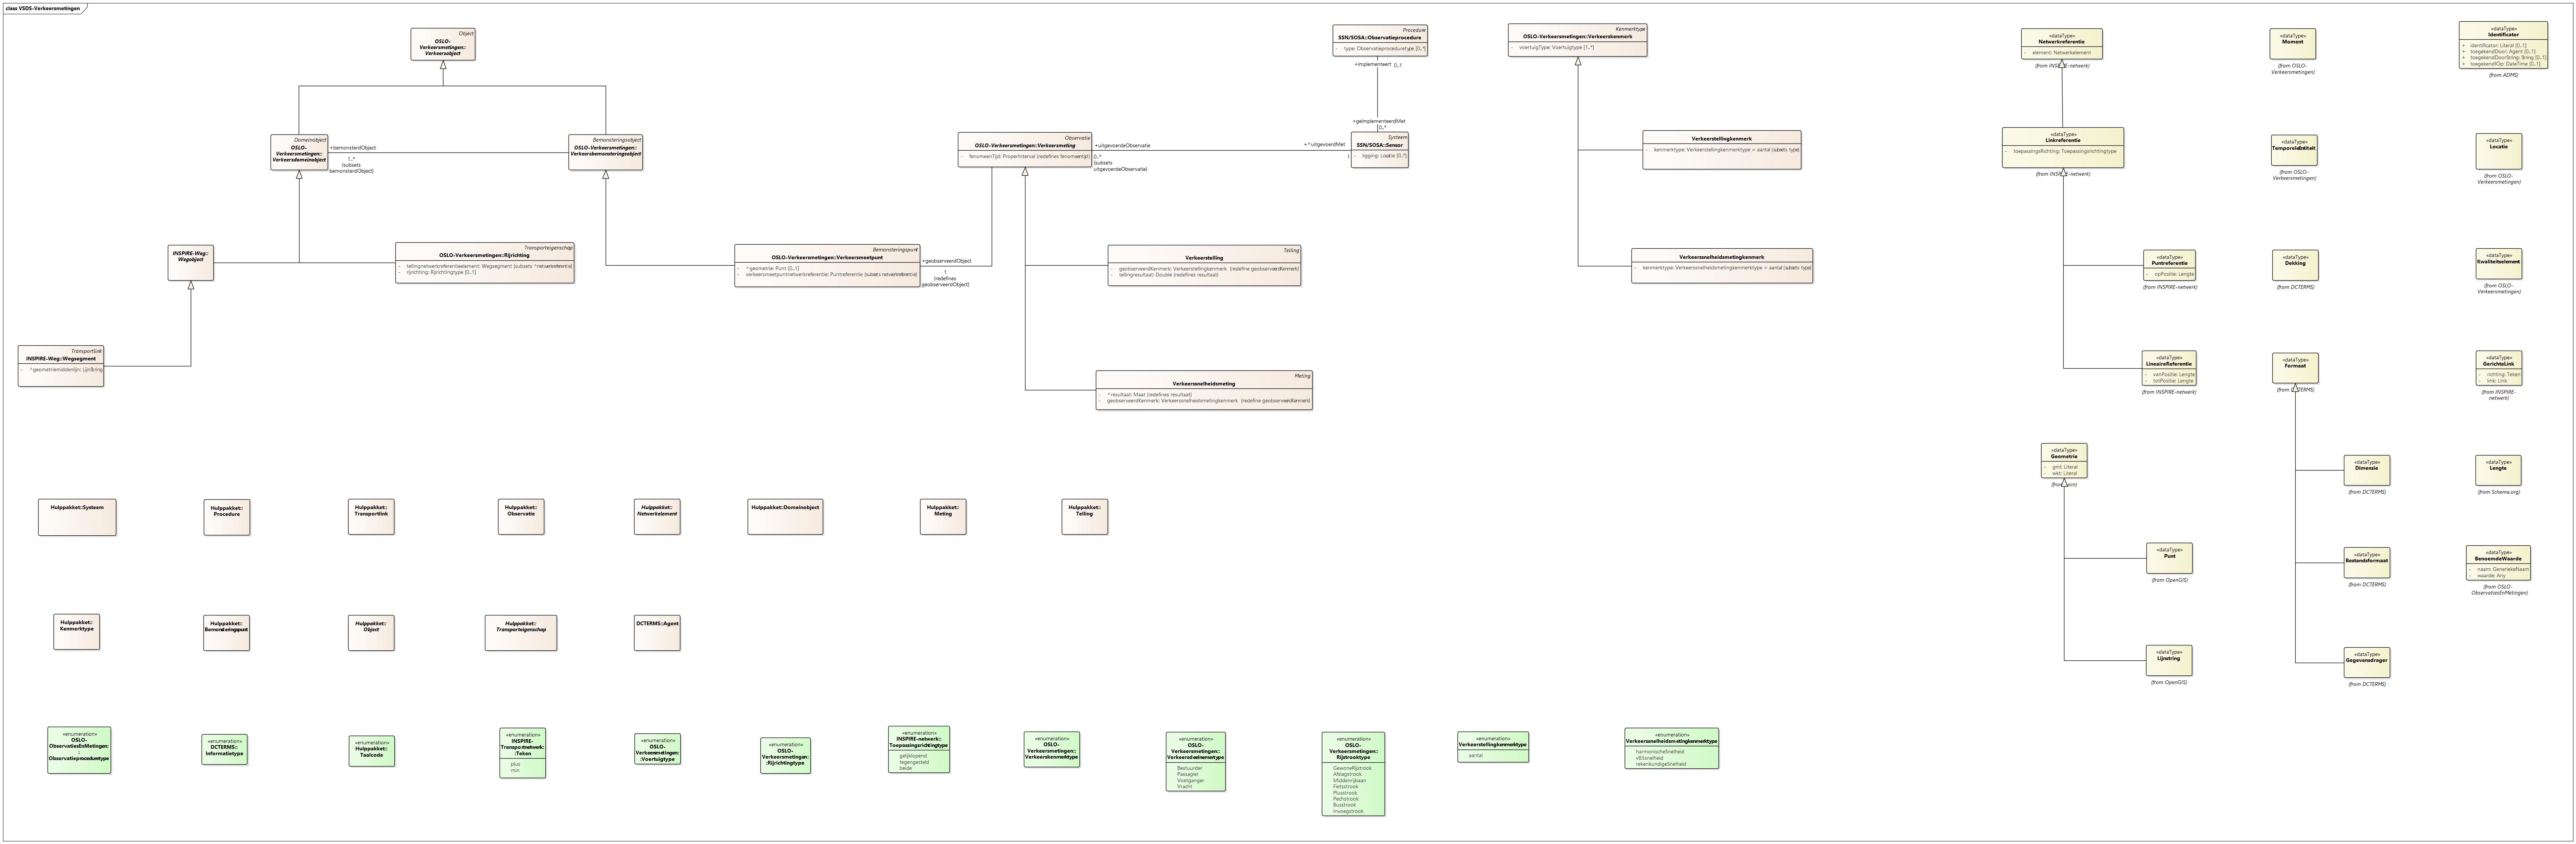 class VSDS-Verkeersmetingen
Object
OSLO-
Verkeersmetingen::
Verkeersobject
Domeinobject
OSLO-
Verkeersmetingen::
Verkeersdomeinobject
+bemonsterdObject
1..*
(subsets
bemonsterdObject)
Bemonsteringsobject
OSLO-
Verkeersmetingen::
Verkeersbemonsteringsobject
INSPIRE-Weg::
Wegobject
Transporteigenschap
OSLO-Verkeersmetingen::Rijrichting
- tellingnetwerkreferentieelement: Wegsegment (subsets ^netwerkreferentie)
- rijrichting: Rijrichtingtype [0..1]
Transportlink
INSPIRE-Weg::Wegsegment
- ^geometriemiddenlijn: Lijnstring
Bemonsteringspunt
OSLO-Verkeersmetingen::Verkeersmeetpunt
- ^geometrie: Punt [0..1]
- verkeersmeetpuntnetwerkreferentie: Puntreferentie (subsets netwerkreferentie)
+geobserveerdObject
1
(redefines
geobserveerdObject)
Observatie
OSLO-Verkeersmetingen::Verkeersmeting
- fenomeenTijd: ProperInterval (redefines fenomeentijd)
+uitgevoerdeObservatie
0..*
(subsets
uitgevoerdeObservatie)
+^uitgevoerdMet
1
Procedure
SSN/SOSA::Observatieprocedure
- type: Observatieproceduretype [0..*]
+implementeert 0..1
+geïmplementeerdMet
0..*
Systeem
SSN/SOSA::Sensor
- ligging: Locatie [0..*]
Telling
Verkeerstelling
- geobserveerdKenmerk: Verkeerstellingkenmerk (redefine geobserveerdKenmerk)
- tellingresultaat: Double (redefines resultaat)
Meting
Verkeerssnelheidsmeting
- ^resultaat: Maat (redefines resultaat)
- geobserveerdKenmerk: Verkeerssnelheidsmetingkenmerk (redefine geobserveerdKenmerk)
Kenmerktype
OSLO-Verkeersmetingen::Verkeerskenmerk
- voertuigType: Voertuigtype [1..*]
Verkeerstellingkenmerk
- kenmerktype: Verkeerstellingkenmerktype = aantal (subsets type)
Verkeerssnelheidsmetingkenmerk
- kenmerktype: Verkeerssnelheidsmetingkenmerktype = aantal (subsets type)
«dataType»
Netwerkreferentie
- element: Netwerkelement
«dataType»
Linkreferentie
- toepassingsRichting: Toepassingsrichtingtype
«dataType»
Puntreferentie
- opPositie: Lengte
(from INSPIRE-netwerk)
«dataType»
LineaireReferentie
- vanPositie: Lengte
- totPositie: Lengte
(from INSPIRE-netwerk)
«dataType»
Geometrie
- gml: Literal
- wkt: Literal
«dataType»
Punt
(from OpenGIS)
«dataType»
Lijnstring
(from OpenGIS)
«dataType»
Moment
(from OSLO-
Verkeersmetingen)
«dataType»
TemporeleEntiteit
(from OSLO-
Verkeersmetingen)
«dataType»
Dekking
(from DCTERMS)
«dataType»
Formaat
«dataType»
Dimensie
(from DCTERMS)
«dataType»
Bestandsformaat
(from DCTERMS)
«dataType»
Gegevensdrager
(from DCTERMS)
«dataType»
Identificator
+ identificator: Literal [0..1]
+ toegekendDoor: Agent [0..1]
+ toegekendDoorString: String [0..1]
+ toegekendOp: DateTime [0..1]
(from ADMS)
«dataType»
Locatie
(from OSLO-
Verkeersmetingen)
«dataType»
Kwaliteitselement
(from OSLO-
Verkeersmetingen)
«dataType»
GerichteLink
- richting: Teken
- link: Link
(from INSPIRE-
netwerk)
«dataType»
Lengte
(from Schema.org)
«dataType»
BenoemdeWaarde
- naam: GeneriekeNaam
- waarde: Any
(from OSLO-
ObservatiesEnMetingen)
Hulppakket::Systeem
Hulppakket::
Procedure
Hulppakket::
Transportlink
Hulppakket::
Observatie
Hulppakket::
Netwerkelement
Hulppakket::Domeinobject
Hulppakket::
Meting
Hulppakket::
Telling
Hulppakket::
Kenmerktype
Hulppakket::
Bemonsteringspunt
Hulppakket::
Object
Hulppakket::
Transporteigenschap
DCTERMS::Agent
«enumeration»
OSLO-
ObservatiesEnMetingen:
:
Observatieproceduretype
«enumeration»
DCTERMS::
Informatietype
«enumeration»
Hulppakket::
Taalcode
«enumeration»
INSPIRE-
Transportnetwerk:
:Teken
plus
min
«enumeration»
OSLO-
Verkeersmetingen:
:Voertuigtype
«enumeration»
OSLO-
Verkeersmetingen:
:Rijrichtingtype
«enumeration»
INSPIRE-netwerk::
Toepassingsrichtingtype
gelijklopend
tegengesteld
beide
«enumeration»
OSLO-
Verkeersmetingen::
Verkeerskenmerktype
«enumeration»
OSLO-
Verkeersmetingen::
Verkeersdeelnemertype
Bestuurder
Passagier
Voetganger
Vracht
«enumeration»
OSLO-
Verkeersmetingen::
Rijstrooktype
GewoneRijstrook
Afslagstrook
Middenrijbaan
Fietsstrook
Plusstrook
Pechstrook
Busstrook
Invoegstrook
«enumeration»
Verkeerstellingkenmerktype
aantal
«enumeration»
Verkeerssnelheidsmetingkenmerktype
harmonischeSnelheid
v85snelheid
rekenkundigeSnelheid